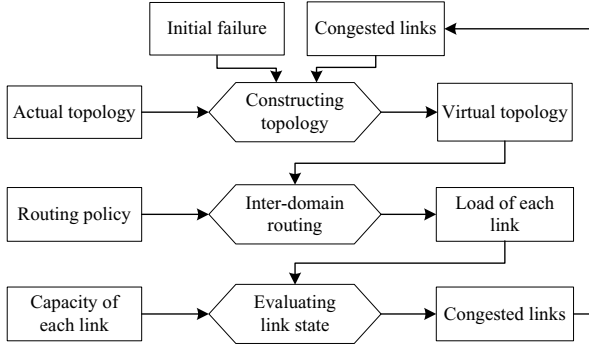 Initial failure
Congested links
Actual topology
Constructing
topology
Virtual topology
Routing policy
Inter-domain
routing
Load of each
link
Capacity of
each link
Evaluating
link state
Congested links